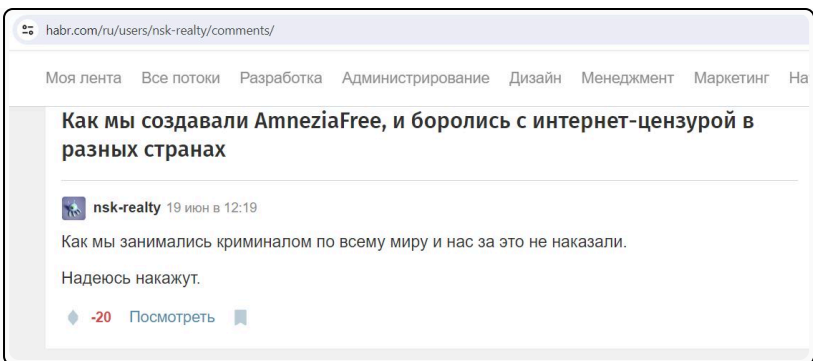 habr.com/ru/users/nsk-realty/comments/
Моя лента Все потоки Разработка Администрирование Дизайн Менеджмент Маркетинг На
Как мы создавали AmneziaFree, и боролись с интернет-цензурой в
разных странах
nsk-realty 19 июн в 12:19
Как мы занимались криминалом по всему миру и нас за это не наказали.
Надеюсь накажут.
-20 Посмотреть